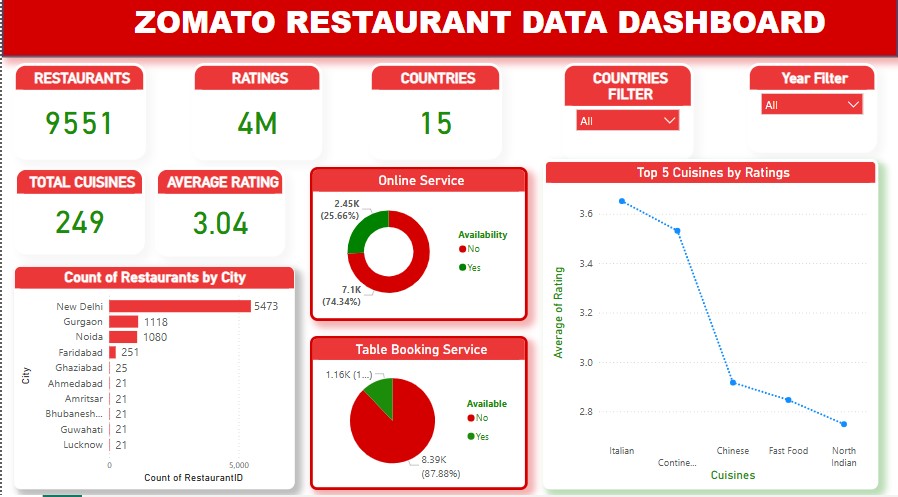 ZOMATO RESTAURANT DATA DASHBOARD
RESTAURANTS
9551
RATINGS
4M
COUNTRIES
15
COUNTRIES
FILTER
All
Year Filter
All
TOTAL CUISINES
249
AVERAGE RATING
3.04
Online Service
2.45K
(25.66%)
7.1K
(74.34%)
Availability
No
Yes
Top 5 Cuisines by Ratings
Average of Rating
3.6
3.4
3.2
3.0
2.8
Italian
Contine...
Chinese
Fast Food
North
Indian
Cuisines
Count of Restaurants by City
City
New Delhi 5473
Gurgaon 1118
Noida 1080
Faridabad 251
Ghaziabad 25
Ahmedabad 21
Amritsar 21
Bhubanesh... 21
Guwahati 21
Lucknow 21
0 5,000
Count of RestaurantID
Table Booking Service
1.16K (1...)
8.39K
(87.88%)
Available
No
Yes